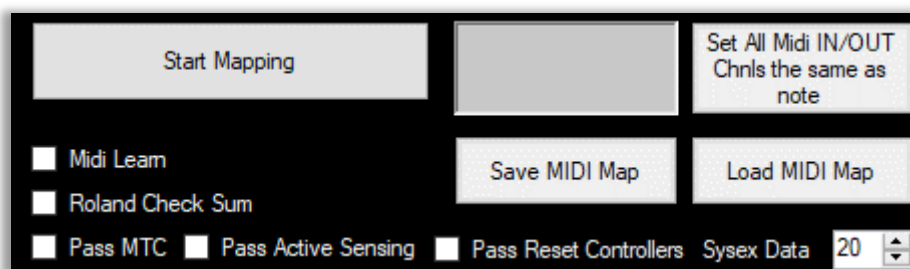 Start Mapping
Set All Midi IN/OUT
Chnls the same as
note
Midi Learn
Save MIDI Map
Load MIDI Map
Roland Check Sum
Pass MTC
Pass Active Sensing
Pass Reset Controllers
Sysex Data
20